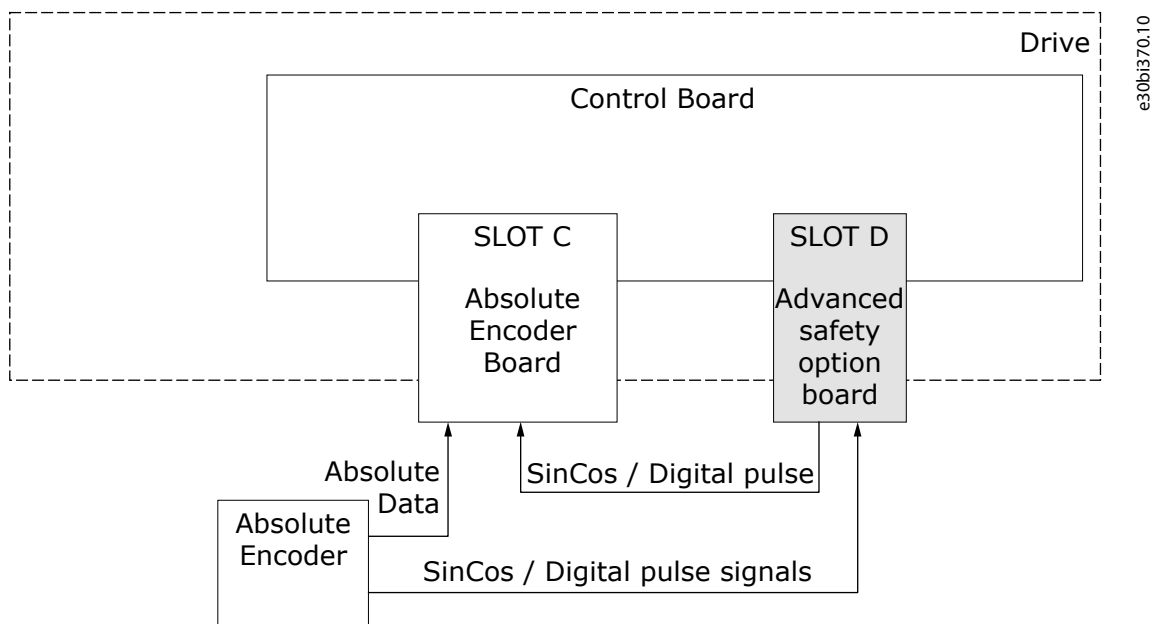 Drive
e30bi370.10
Control Board
SLOT C
Absolute
Encoder
Board
SLOT D
Advanced
safety
option
board
Absolute
Data
SinCos / Digital pulse
Absolute
Encoder
SinCos / Digital pulse signals